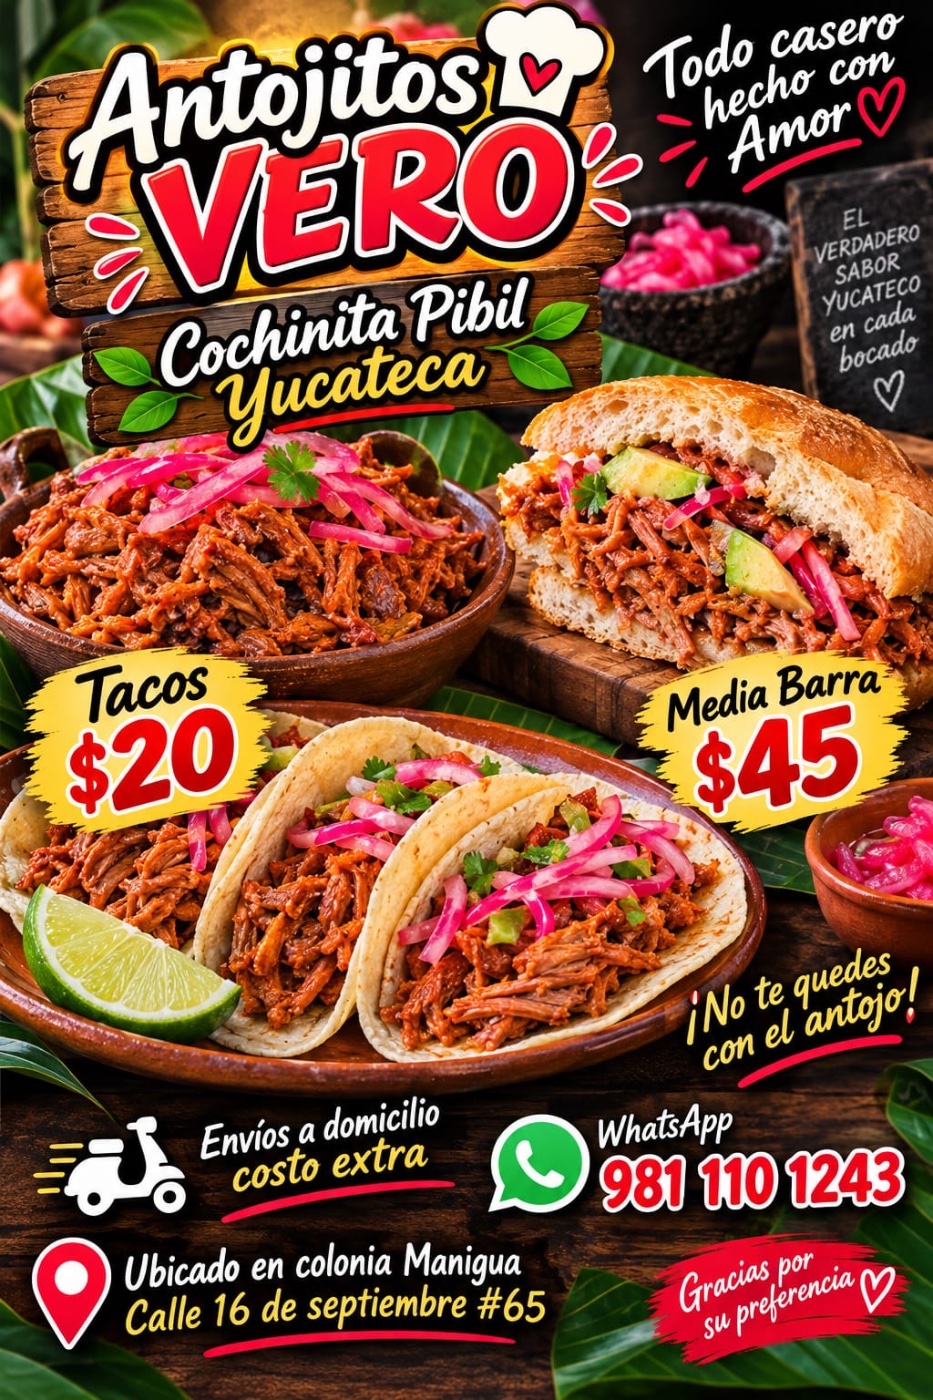 Antojitos
VERO
Cochinita Pibil
Yucateca
Todo casero
hecho con
Amor
EL
VERDADERO
SABOR
YUCATECO
en cada
bocado
Tacos
$20
Media Barra
$45
¡No te quedes
con el antojo!
Envíos a domicilio
costo extra
WhatsApp
981 110 1243
Ubicado en colonia Manigua
Calle 16 de septiembre #65
Gracias por
su preferencia